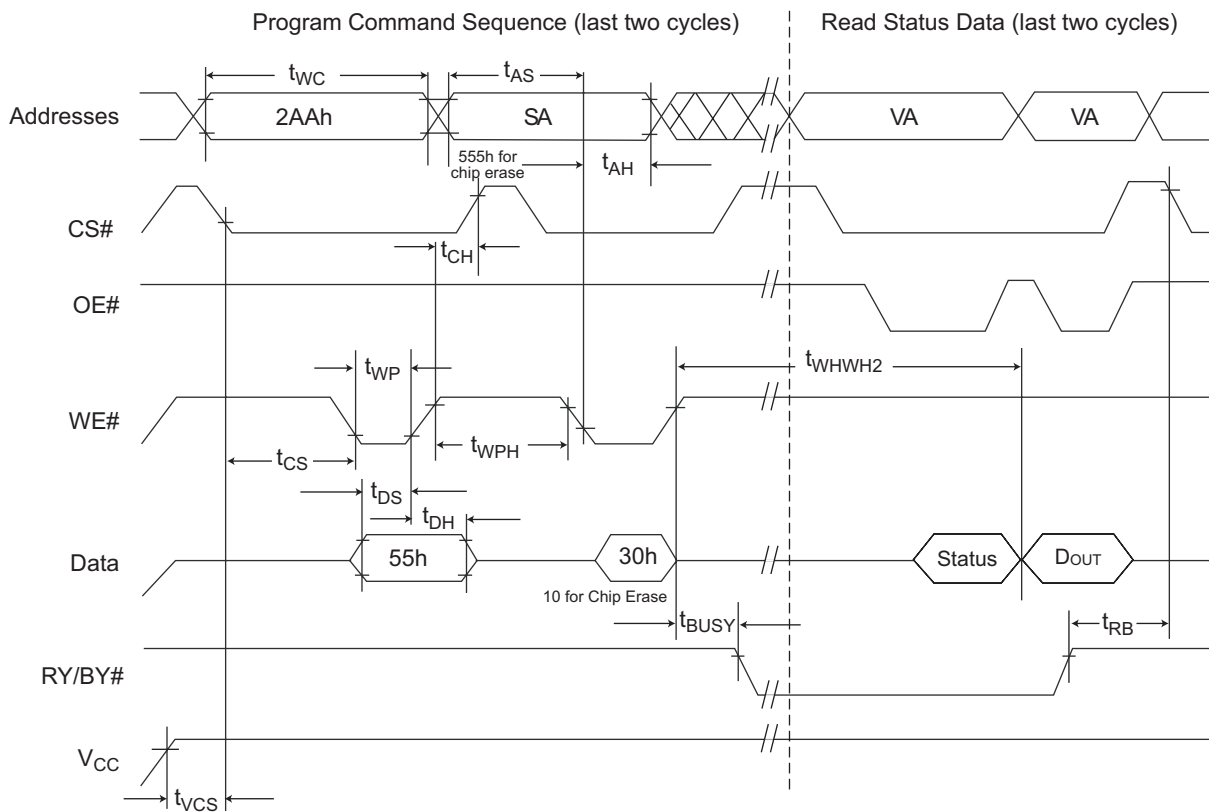 Program Command Sequence (last two cycles)
Read Status Data (last two cycles)
tWC
tAS
Addresses
2AAh
SA
VA
VA
555h for
chip erase
tAH
CS#
tCH
OE#
tWP
tWHWH2
WE#
tWPH
tCS
tDS
tDH
Data
55h
30h
Status
DOUT
10 for Chip Erase
tBUSY
tRB
RY/BY#
VCC
tVCS